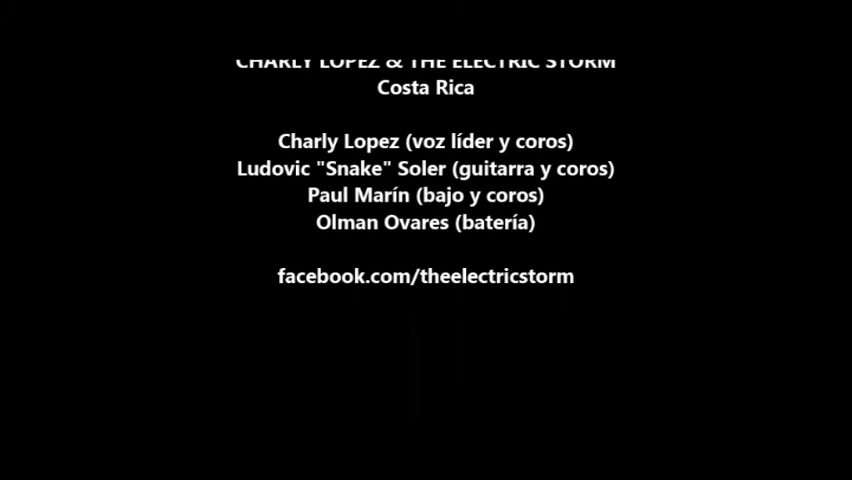 CHARLY LOPEZ & THE ELECTRIC STORM
Costa Rica
Charly Lopez (voz líder y coros)
Ludovic "Snake" Soler (guitarra y coros)
Paul Marín (bajo y coros)
Olman Ovares (batería)
facebook.com/theelectricstorm